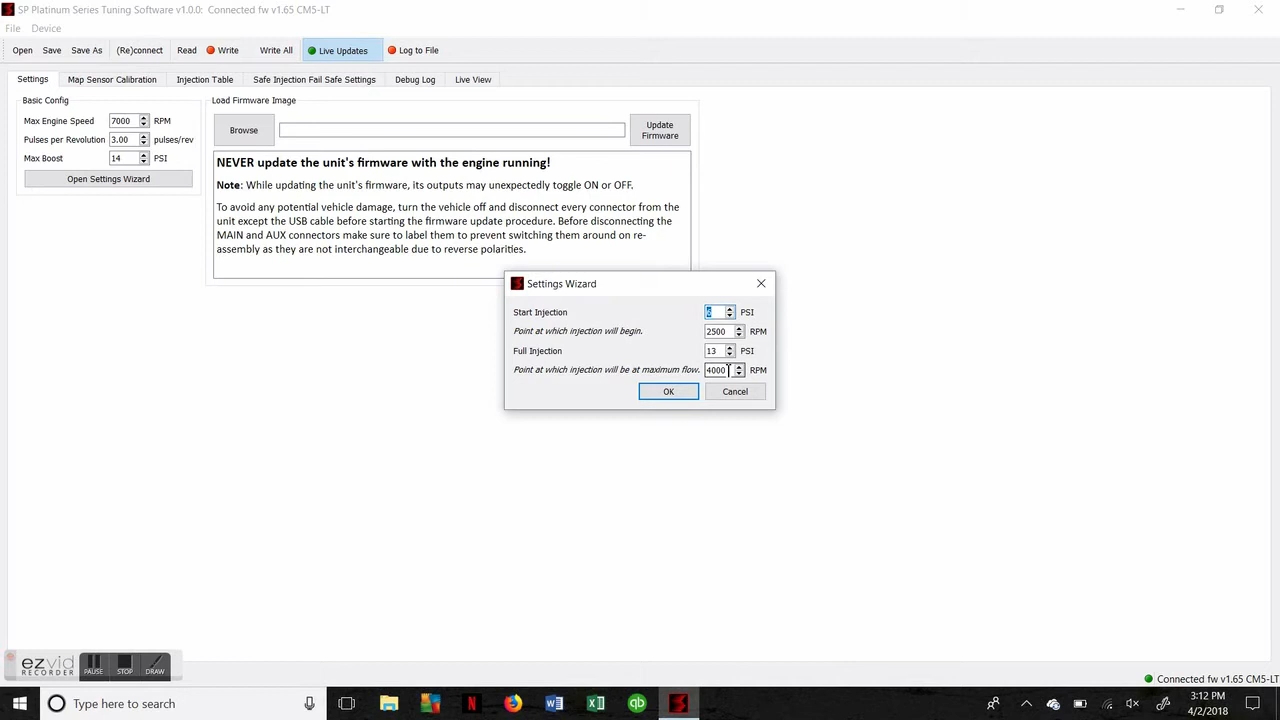 SP Platinum Series Tuning Software v1.0.0: Connected fw v1.65 CM5-LT
File Device
Open Save Save As (Re)connect Read Write Write All Live Updates Log to File
Settings Map Sensor Calibration Injection Table Safe Injection Fail Safe Settings Debug Log Live View
Basic Config
Max Engine Speed 7000 RPM
Pulses per Revolution 3.00 pulses/rev
Max Boost 14 PSI
Open Settings Wizard
Load Firmware Image
Browse
Update
Firmware
NEVER update the unit's firmware with the engine running!
Note: While updating the unit's firmware, its outputs may unexpectedly toggle ON or OFF.
To avoid any potential vehicle damage, turn the vehicle off and disconnect every connector from the
unit except the USB cable before starting the firmware update procedure. Before disconnecting the
MAIN and AUX connectors make sure to label them to prevent switching them around on re-
assembly as they are not interchangeable due to reverse polarities.
Settings Wizard
Start Injection PSI
Point at which injection will begin. 2500 RPM
Full Injection 13 PSI
Point at which injection will be at maximum flow. 4000 RPM
OK Cancel
ezvid
RECORDER
PAUSE STOP DRAW
Connected fw v1.65 CM5-LT
Type here to search
3:12 PM
4/2/2018